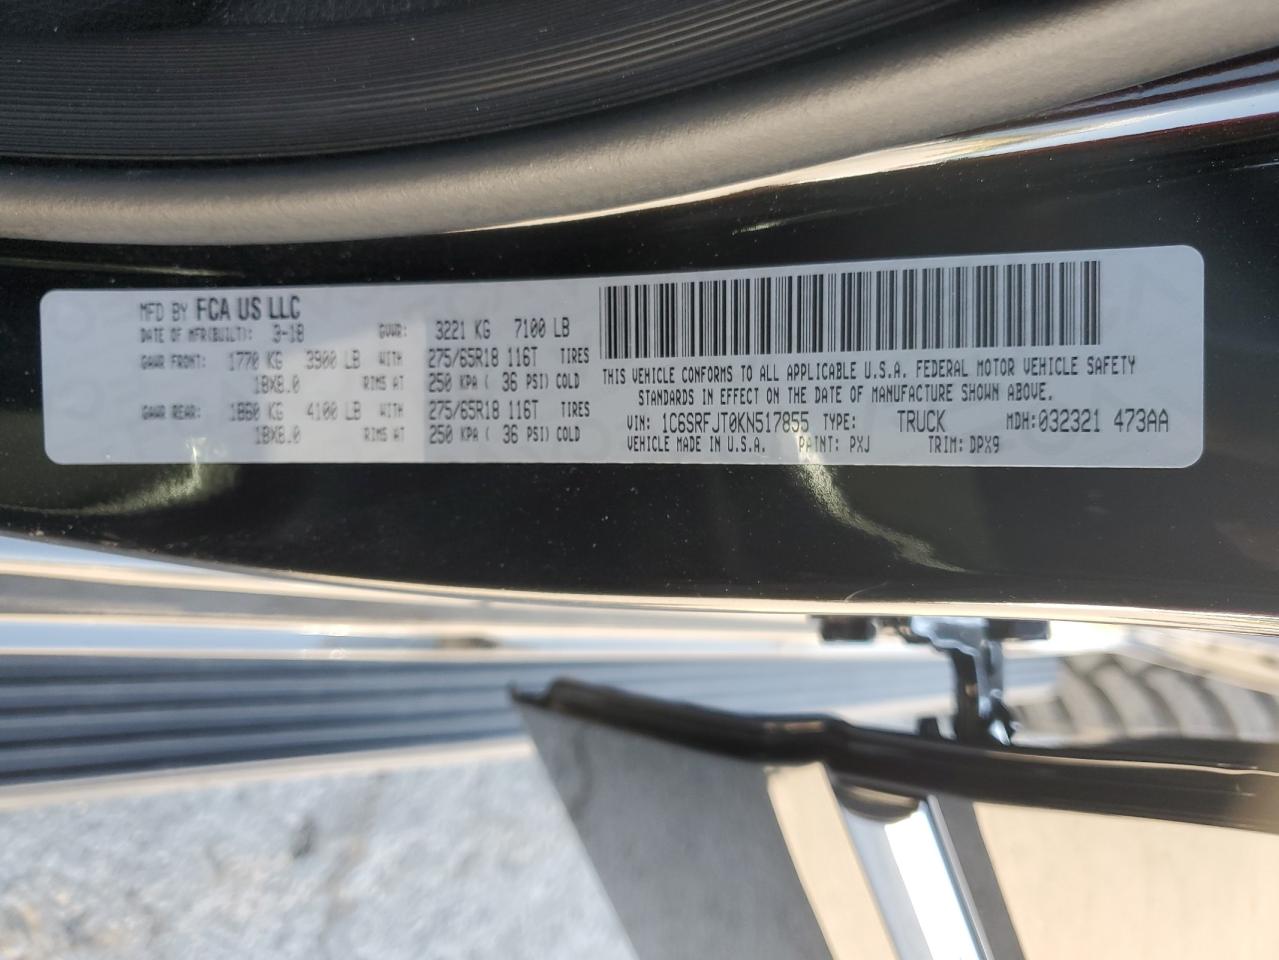 MFD BY FCA US LLC
DATE OF MFR(BUILT): 3-18 GVWR: 3221 KG 7100 LB
GAWR FRONT: 1770 KG 3900 LB WITH 275/65R18 116T TIRES
18X8.0 RIMS AT 250 KPA ( 36 PSI) COLD
GAWR REAR: 1860 KG 4100 LB WITH 275/65R18 116T TIRES
18X8.0 RIMS AT 250 KPA ( 36 PSI) COLD
THIS VEHICLE CONFORMS TO ALL APPLICABLE U.S.A. FEDERAL MOTOR VEHICLE SAFETY
STANDARDS IN EFFECT ON THE DATE OF MANUFACTURE SHOWN ABOVE.
VIN: 1C6SRFJT0KN517855 TYPE: TRUCK MDH:032321 473AA
VEHICLE MADE IN U.S.A. PAINT: PXJ TRIM: DPX9